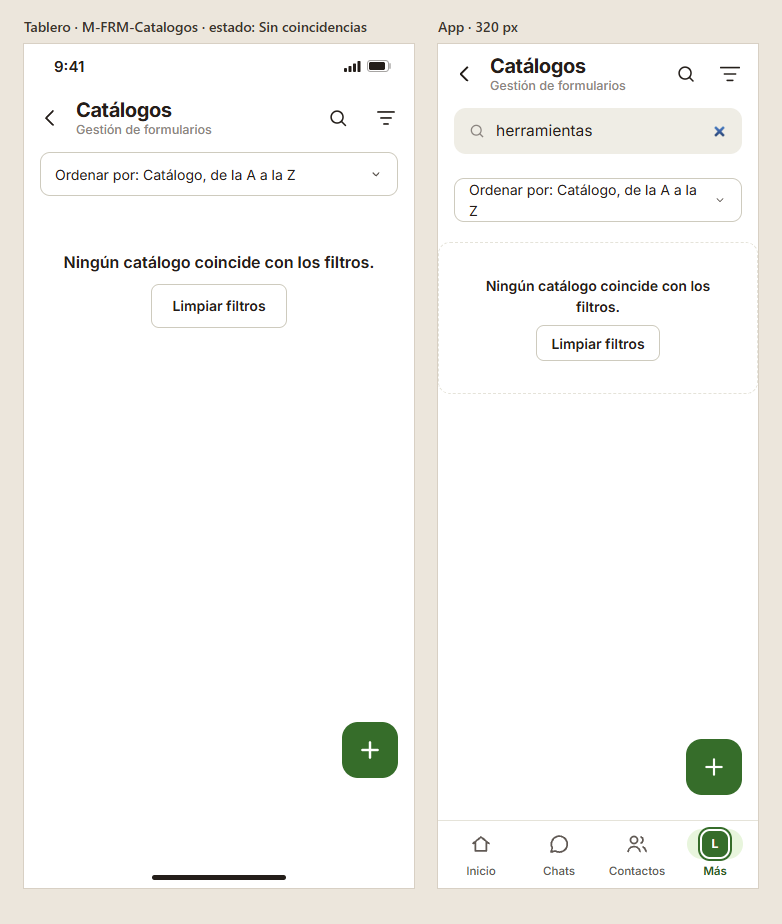 Tablero · M-FRM-Catalogos · estado: Sin coincidencias
9:41
Catálogos
Gestión de formularios
Ordenar por: Catálogo, de la A a la Z
Ningún catálogo coincide con los filtros.
Limpiar filtros
App · 320 px
Catálogos
Gestión de formularios
herramientas
Ordenar por: Catálogo, de la A a la
Z
Ningún catálogo coincide con los
filtros.
Limpiar filtros
L
Inicio
Chats
Contactos
Más